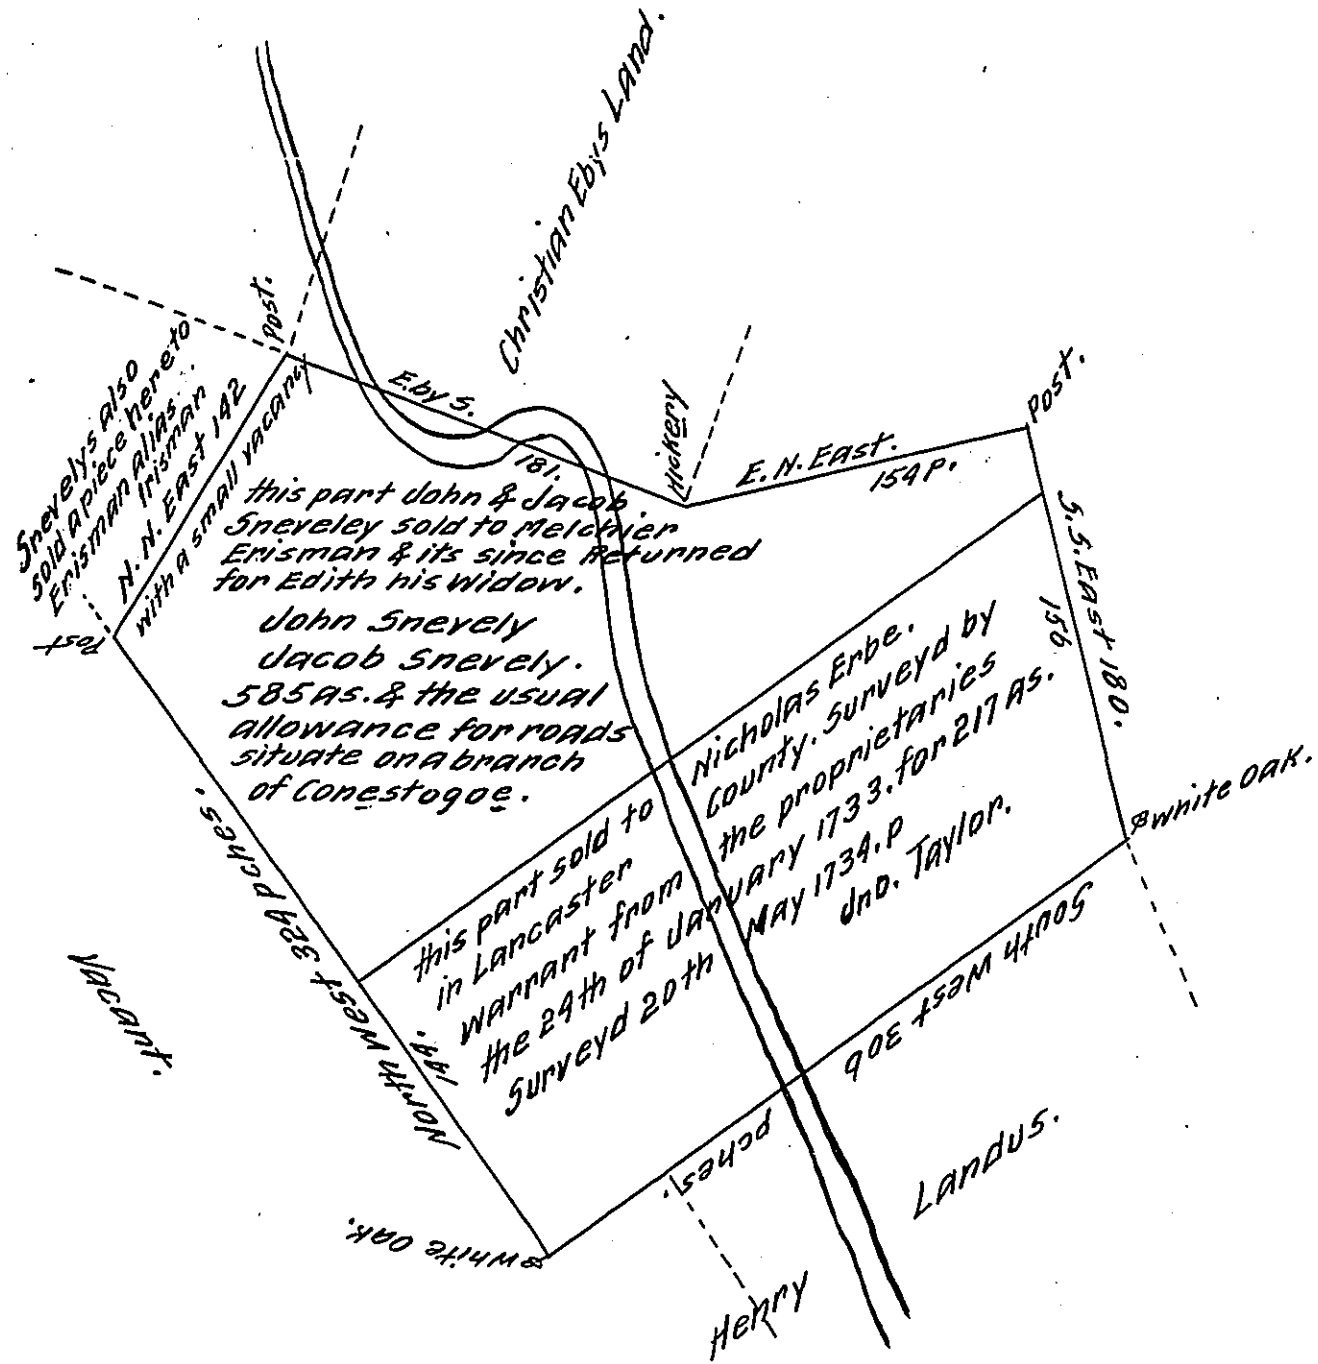 Christian Ebys Land.
Post.
Snevelys also
sold a piece hereto
Erisman alias
Irisman
N. N. East 142
with a small vacancy
Eby S.
181.
Hickery
E. N. East.
154 P.
Post.
this part John & Jacob
Sneveley sold to Melchier
Erisman & its since Returned
for Edith his Widow.
John Snevely
Jacob Snevely.
585 as. & the usual
allowance for roads
situate on a branch
of Conestogoe.
Post
S. S. East 180.
156
White Oak.
this part sold to Nicholas Erbe.
in Lancaster County. Surveyd by
Warrant from the proprietaries
the 24th of January 1733. for 217 as.
Surveyd 20th May 1734. P
Jno. Taylor.
North West 324 pches.
144.
Vacant.
South West 306
pches.
White Oak.
Henry Landus.